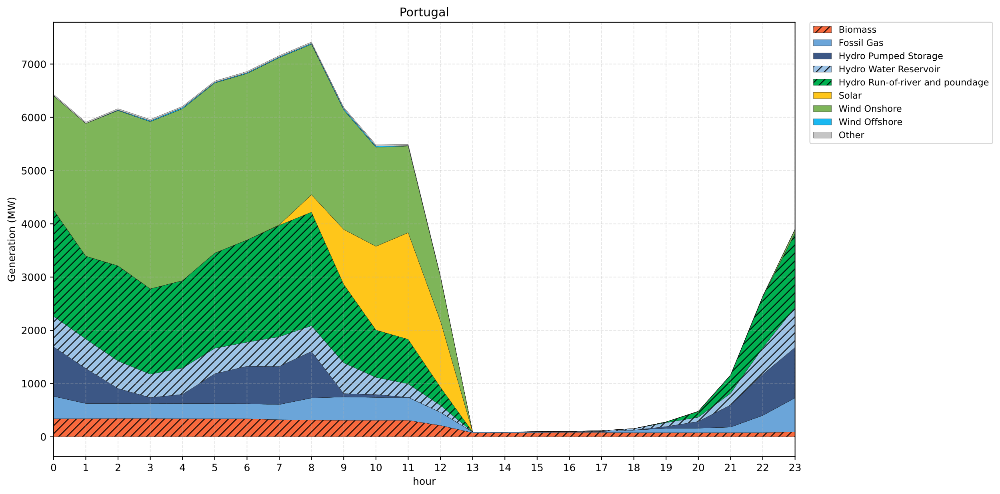 Portugal
Generation (MW)
7000
6000
5000
4000
3000
2000
1000
0
0 1 2 3 4 5 6 7 8 9 10 11 12 13 14 15 16 17 18 19 20 21 22 23
hour
Biomass
Fossil Gas
Hydro Pumped Storage
Hydro Water Reservoir
Hydro Run-of-river and poundage
Solar
Wind Onshore
Wind Offshore
Other